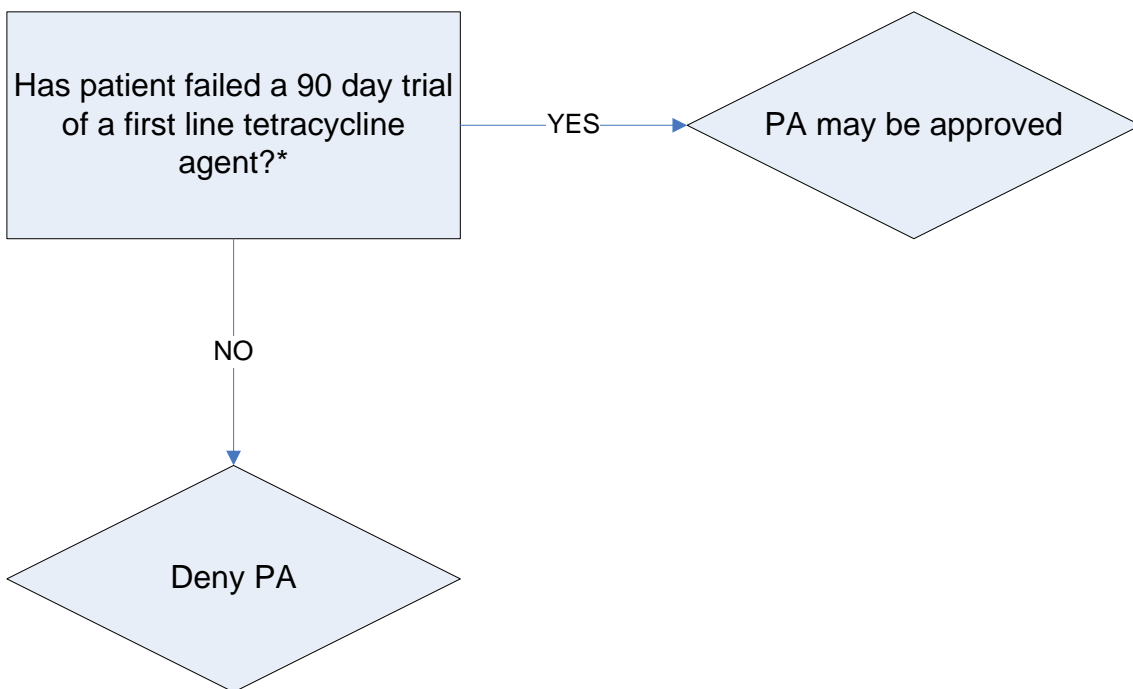 Has patient failed a 90 day trial
of a first line tetracycline
agent?*
YES
PA may be approved
NO
Deny PA